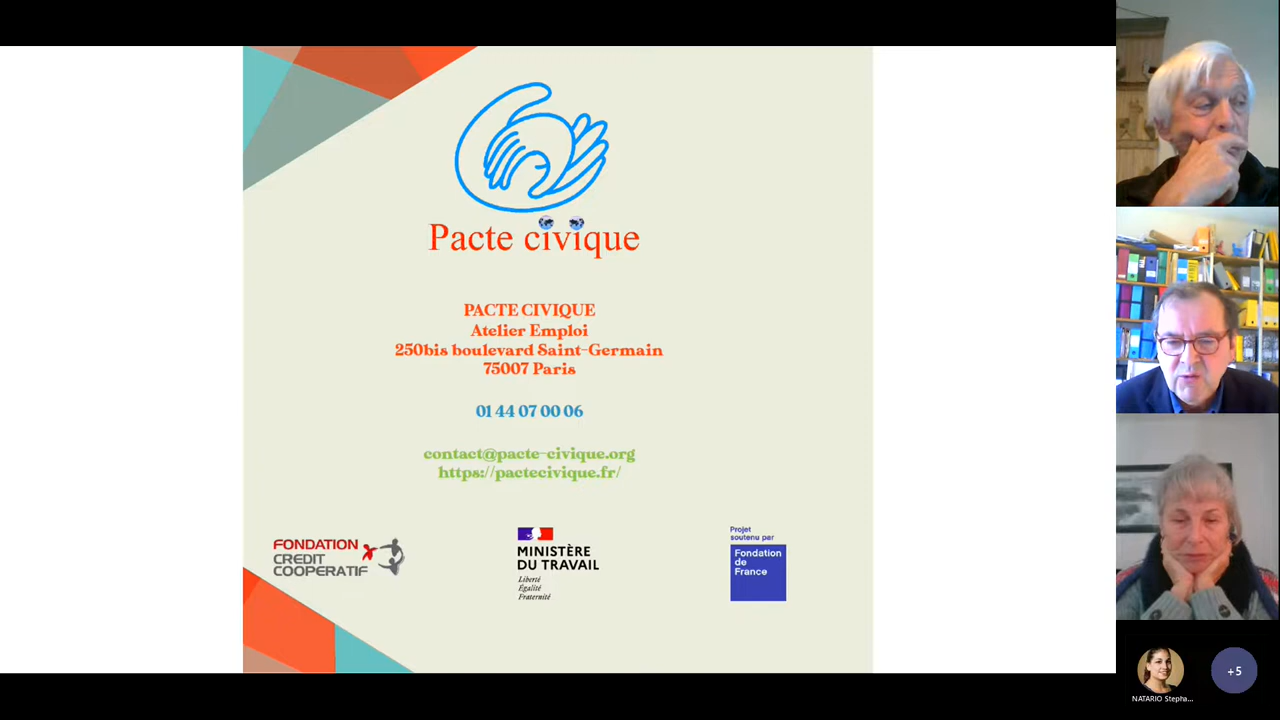 Pacte civique
PACTE CIVIQUE
Atelier Emploi
250bis boulevard Saint-Germain
75007 Paris
01 44 07 00 06
contact@pacte-civique.org
https://pactecivique.fr/
FONDATION
CREDIT
COOPERATIF
MINISTÈRE
DU TRAVAIL
Liberté
Égalité
Fraternité
Projet
soutenu par
Fondation
de
France
NATARIO Stepha...
+5